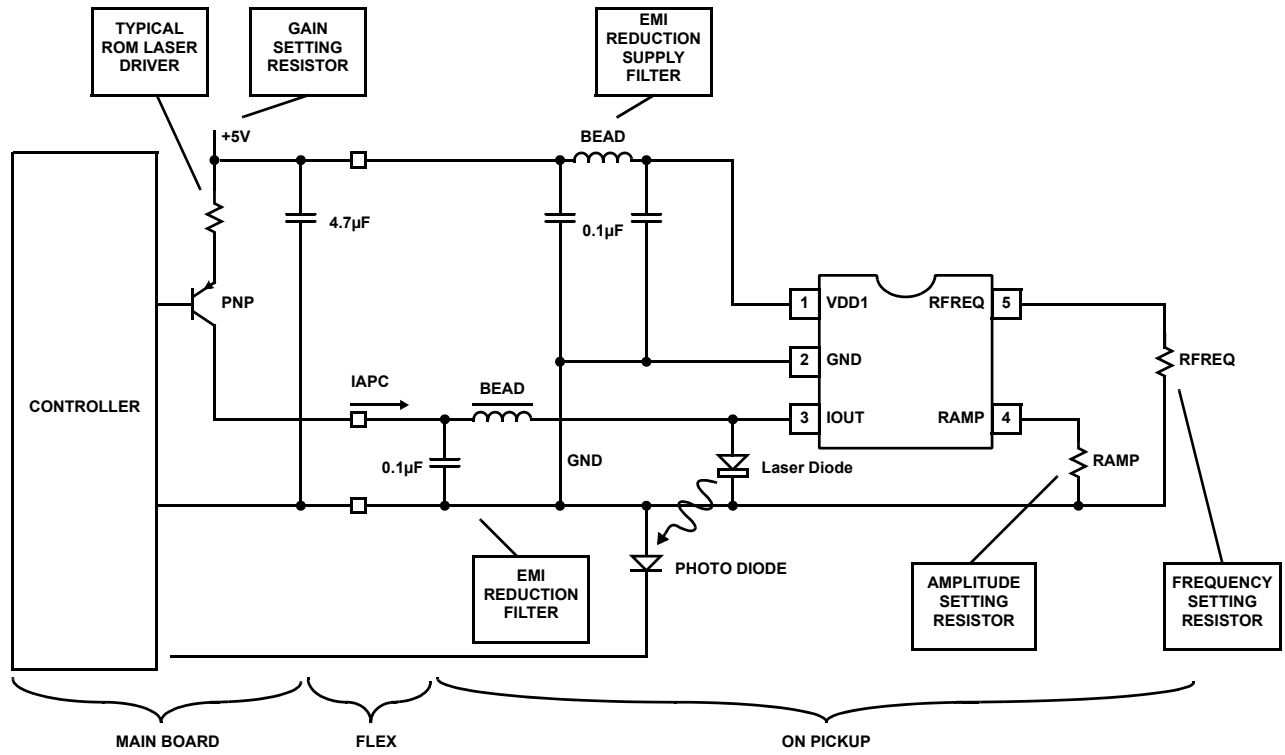 TYPICAL
ROM LASER
DRIVER
GAIN
SETTING
RESISTOR
EMI
REDUCTION
SUPPLY
FILTER
+5V
BEAD
4.7µF
0.1µF
PNP
1
VDD1
RFREQ
5
2
GND
RFREQ
CONTROLLER
IAPC
BEAD
3
IOUT
RAMP
4
0.1µF
GND
Laser Diode
RAMP
PHOTO DIODE
EMI
REDUCTION
FILTER
AMPLITUDE
SETTING
RESISTOR
FREQUENCY
SETTING
RESISTOR
MAIN BOARD
FLEX
ON PICKUP